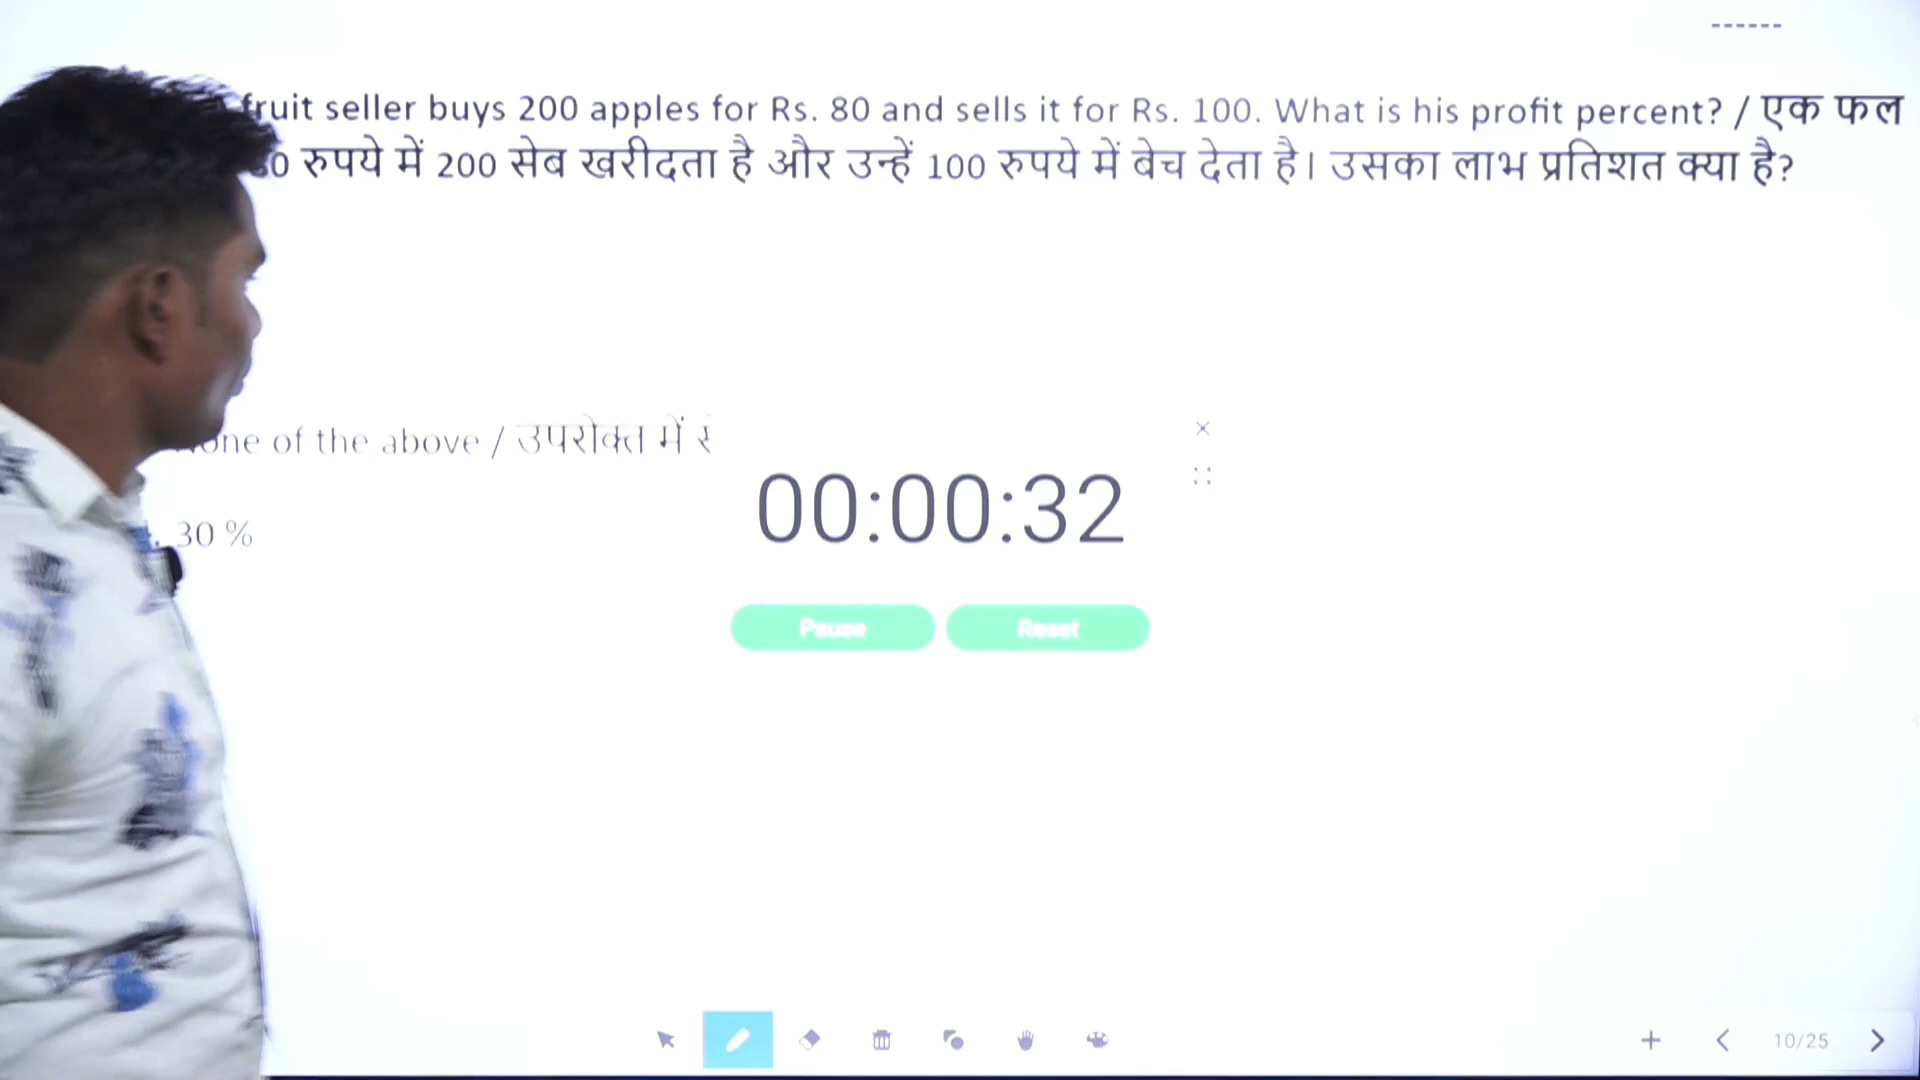 ------
fruit seller buys 200 apples for Rs. 80 and sells it for Rs. 100. What is his profit percent? / एक फल
रुपये में 200 सेब खरीदता है और उन्हें 100 रुपये में बेच देता है। उसका लाभ प्रतिशत क्या है?
of the above / उपरोक्त में
00:00:32
30 %
Pause Reset
10/25